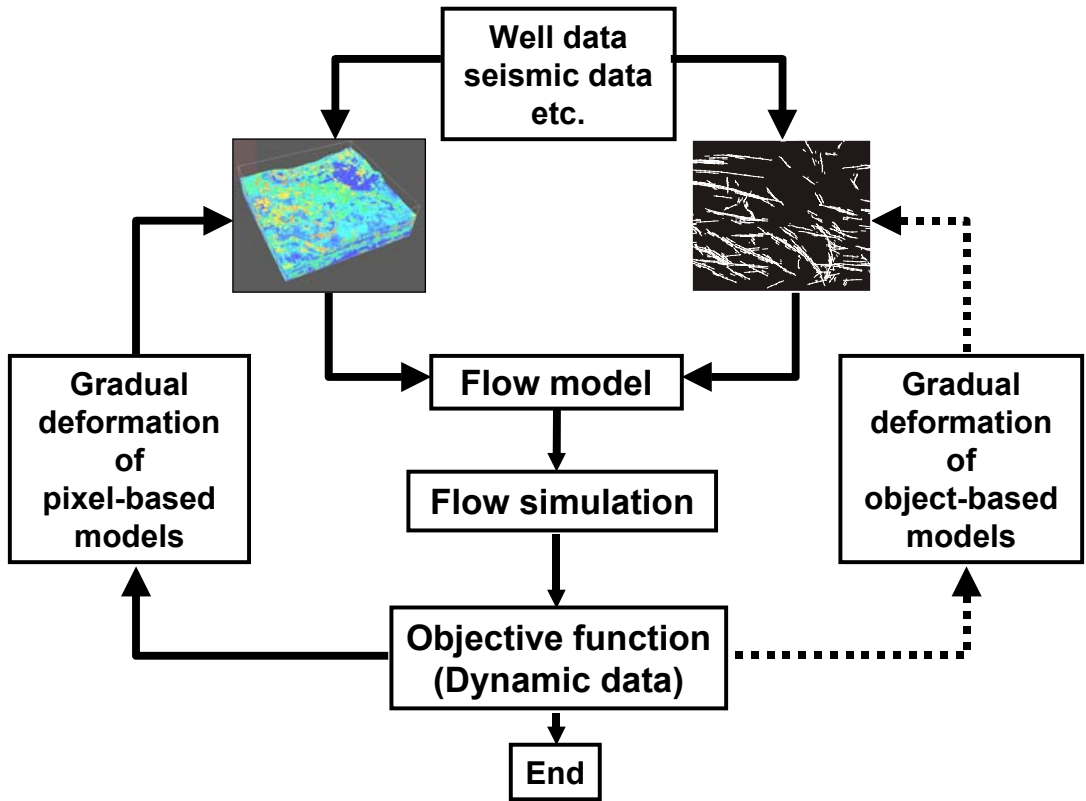 Well data
seismic data
etc.
Gradual
deformation
of
pixel-based
models
Flow model
Gradual
deformation
of
object-based
models
Flow simulation
Objective function
(Dynamic data)
End